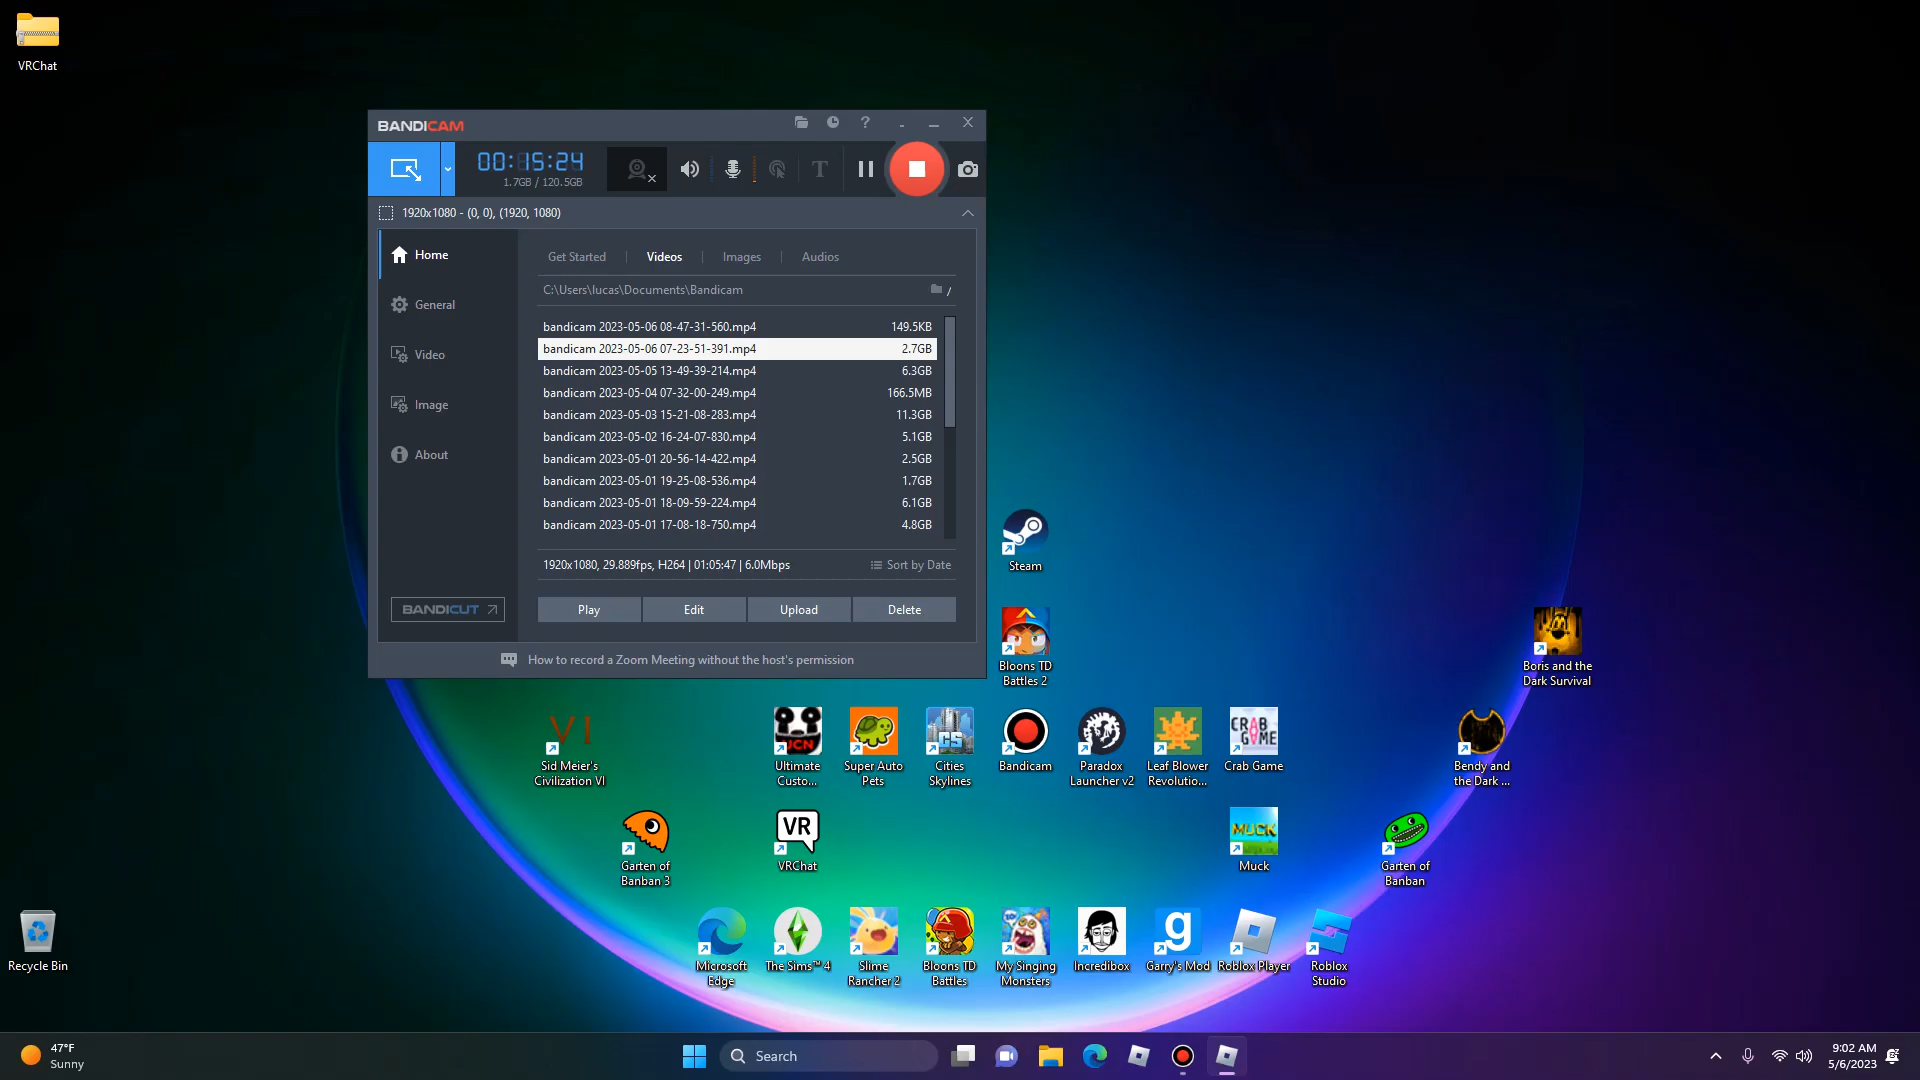 VRChat
BANDICAM
00:15:24
1.7GB / 120.5GB
1920x1080 - (0, 0), (1920, 1080)
Home
General
Video
Image
About
BANDICUT
Get Started
Videos
Images
Audios
C:\Users\lucas\Documents\Bandicam
bandicam 2023-05-06 08-47-31-560.mp4 149.5KB
bandicam 2023-05-06 07-23-51-391.mp4 2.7GB
bandicam 2023-05-05 13-49-39-214.mp4 6.3GB
bandicam 2023-05-04 07-32-00-249.mp4 166.5MB
bandicam 2023-05-03 15-21-08-283.mp4 11.3GB
bandicam 2023-05-02 16-24-07-830.mp4 5.1GB
bandicam 2023-05-01 20-56-14-422.mp4 2.5GB
bandicam 2023-05-01 19-25-08-536.mp4 1.7GB
bandicam 2023-05-01 18-09-59-224.mp4 6.1GB
bandicam 2023-05-01 17-08-18-750.mp4 4.8GB
1920x1080, 29.889fps, H264 | 01:05:47 | 6.0Mbps
Sort by Date
Play
Edit
Upload
Delete
How to record a Zoom Meeting without the host's permission
Steam
Bloons TD
Battles 2
Boris and the
Dark Survival
VI
Sid Meier's
Civilization VI
UCN
Ultimate
Custo...
Super Auto
Pets
CS
Cities
Skylines
Bandicam
Paradox
Launcher v2
Leaf Blower
Revolutio...
CRAB
GAME
Crab Game
Bendy and
the Dark ...
Garten of
Banban 3
VR
VRChat
MUCK
Muck
Garten of
Banban
Recycle Bin
Microsoft
Edge
The Sims™ 4
Slime
Rancher 2
Bloons TD
Battles
My Singing
Monsters
Incredibox
g
Garry's Mod
Roblox Player
Roblox
Studio
47°F
Sunny
Search
9:02 AM
5/6/2023